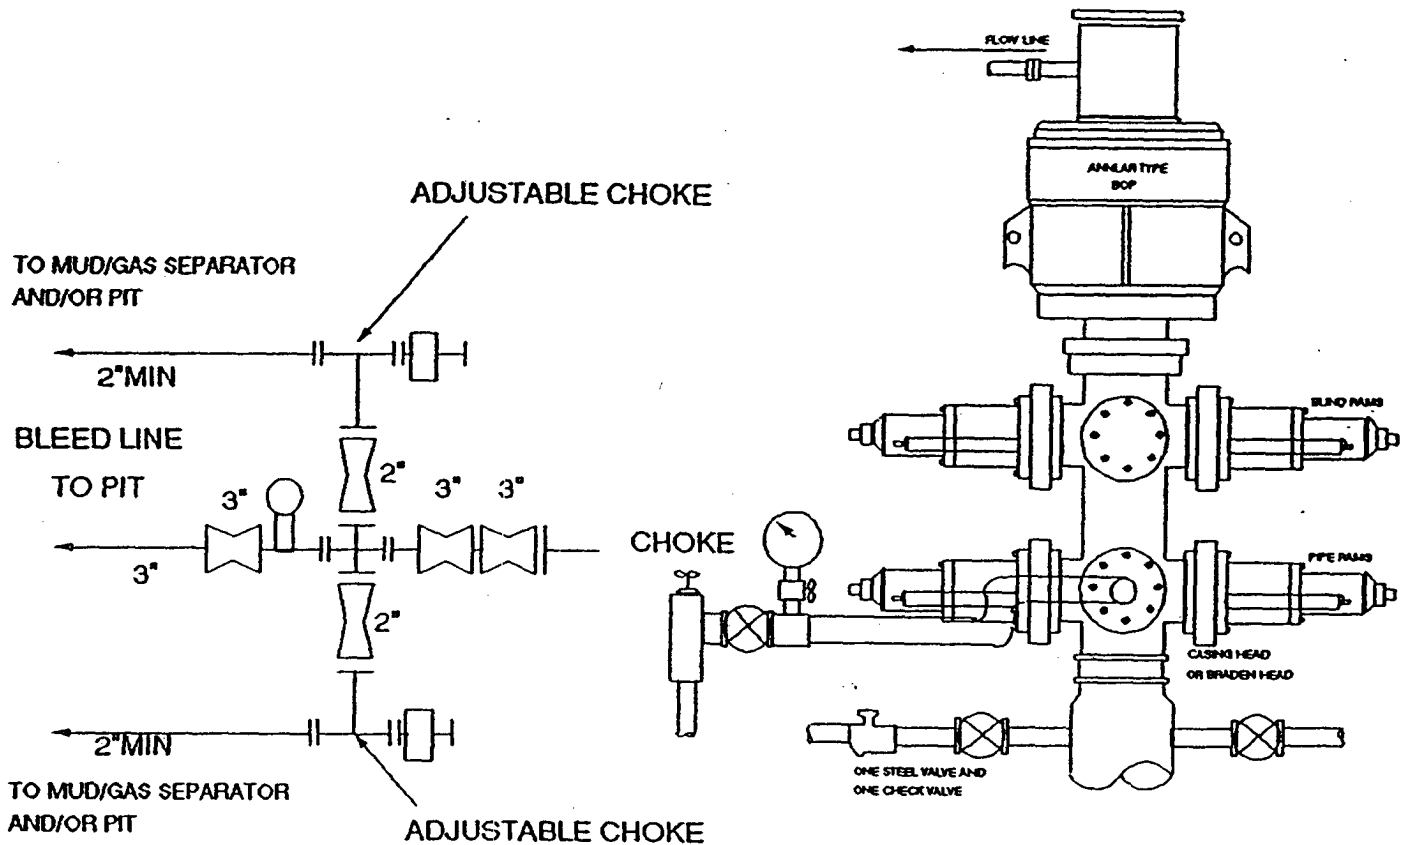 FLOW LINE
ANNLAR TYPE
BOP
ADJUSTABLE CHOKE
TO MUD/GAS SEPARATOR
AND/OR PIT
2"MIN
BLIND RAMS
BLEED LINE
TO PIT
2"
3"
3"
3"
3"
CHOKE
PIPE RAMS
2"
CASING HEAD
OR BRADEN HEAD
2"MIN
ONE STEEL VALVE AND
ONE CHECK VALVE
TO MUD/GAS SEPARATOR
AND/OR PIT
ADJUSTABLE CHOKE